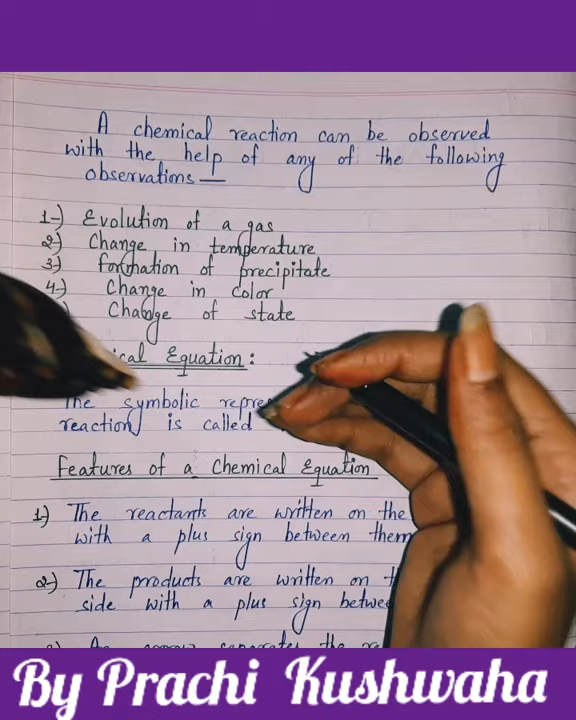 A chemical reaction can be observed
with the help of any of the following
observations —
1-) Evolution of a gas
2-) Change in temperature
3-) formation of precipitate
4-) Change in color
Change of state
Equation:
The symbolic
reaction is called
Features of a Chemical Equation
1) The reactants are written on the
with a plus sign between them
2) The products are written on
side with a plus sign
separates the
By Prachi Kushwaha